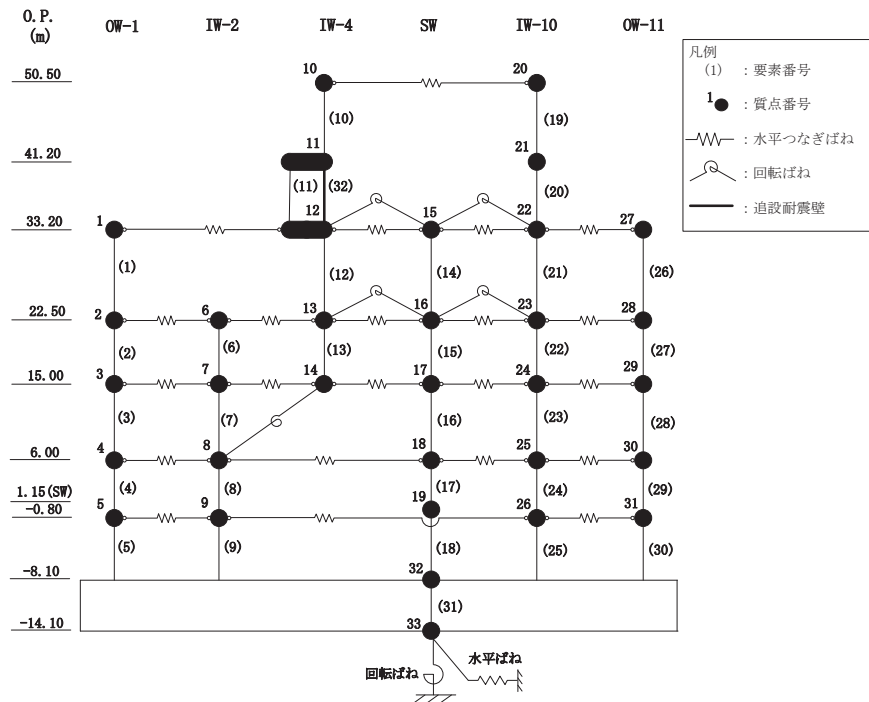 O.P.
(m)
OW-1 IW-2 IW-4 SW IW-10 OW-11
凡例
(1) ：要素番号
1 ：質点番号
：水平つなぎばね
：回転ばね
：追設耐震壁
50.50 10 20
(10) (19)
41.20 11 21
(11) (32) (20)
33.20 1 12 15 22 27
(1) (12) (14) (21) (26)
22.50 2 6 13 16 23 28
(2) (6) (13) (15) (22) (27)
15.00 3 7 14 17 24 29
(3) (7) (16) (23) (28)
6.00 4 8 18 25 30
(4) (8) (17) (24) (29)
1.15(SW) 19
-0.80 5 9 26 31
(5) (9) (18) (25) (30)
-8.10 32
(31)
-14.10 33
水平ばね
回転ばね